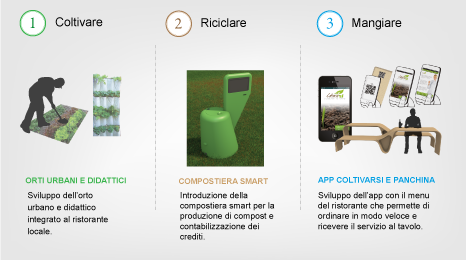 1 Coltivare
2 Riciclare
3 Mangiare
ORTI URBANI E DIDATTICI
Sviluppo dell'orto
urbano e didattico
integrato al ristorante
locale.
COMPOSTIERA SMART
Introduzione della
compostiera smart per la
produzione di compost e
contabilizzazione dei
crediti.
APP COLTIVARSI E PANCHINA
Sviluppo dell'app con il menu
del ristorante che permette di
ordinare in modo veloce e
ricevere il servizio al tavolo.